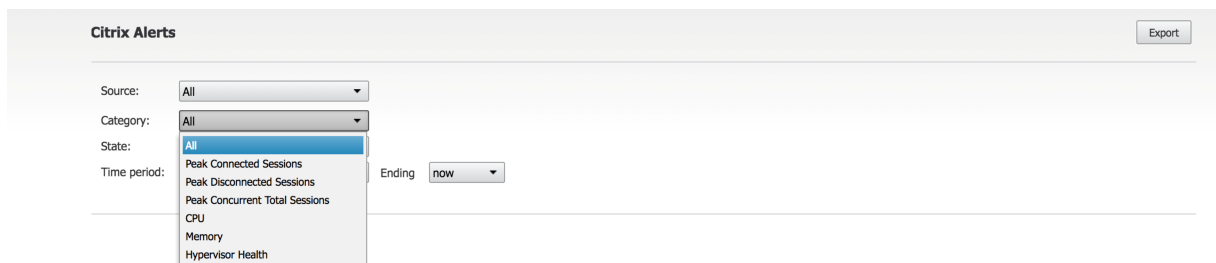 Citrix Alerts
Export
Source: All
Category: All
State:
Time period: Ending now
All
Peak Connected Sessions
Peak Disconnected Sessions
Peak Concurrent Total Sessions
CPU
Memory
Hypervisor Health